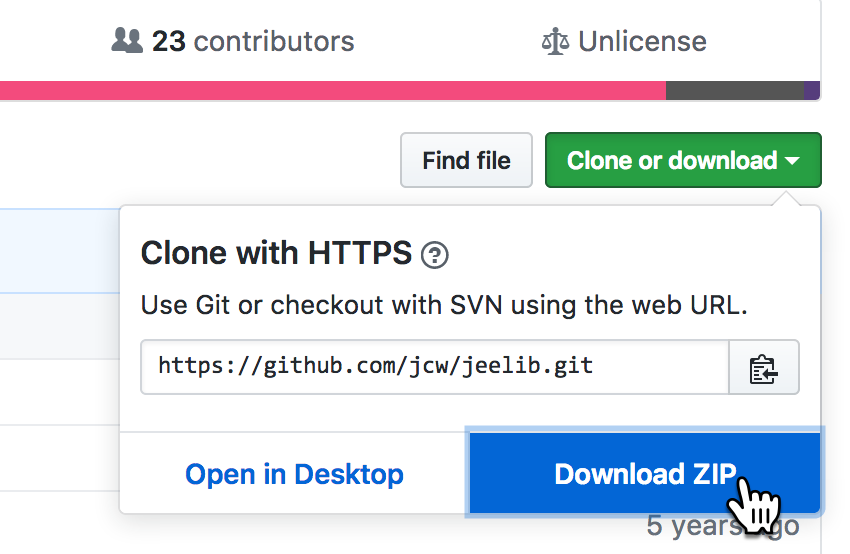 23 contributors
Unlicense
Find file
Clone or download
Clone with HTTPS ?
Use Git or checkout with SVN using the web URL.
https://github.com/jcw/jeelib.git
Open in Desktop
Download ZIP
5 years ago